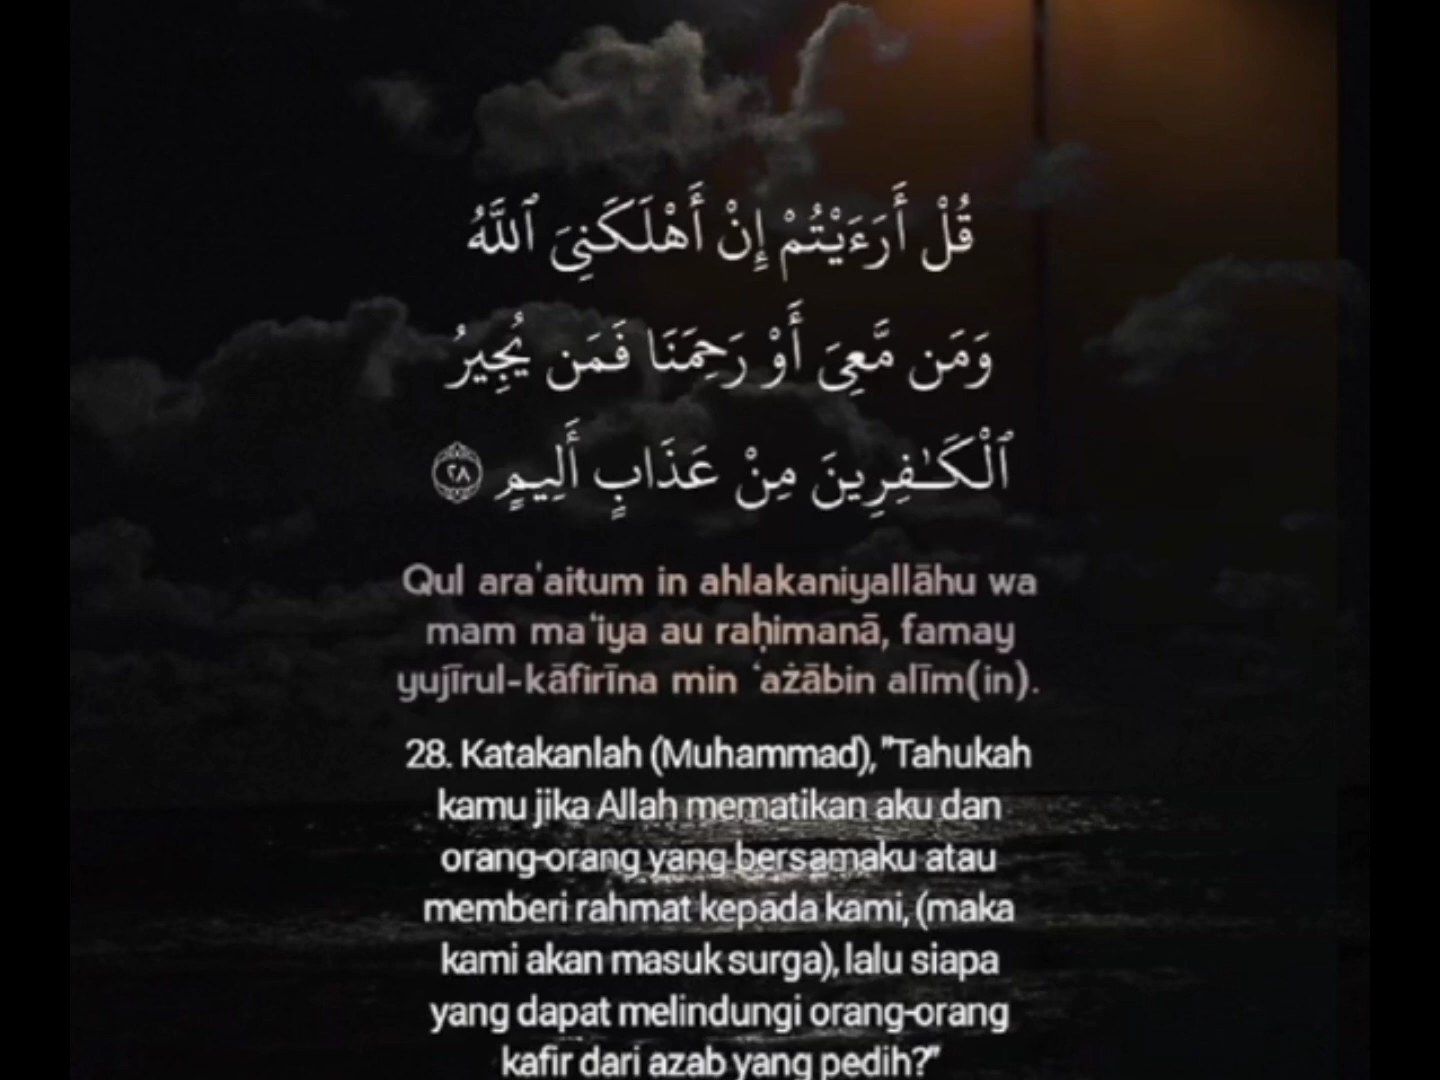 قُلْ أَرَءَيْتُمْ إِنْ أَهْلَكَنِىَ ٱللَّهُ
وَمَن مَّعِىَ أَوْ رَحِمَنَا فَمَن يُجِيرُ
ٱلْكَـٰفِرِينَ مِنْ عَذَابٍ أَلِيمٍ ٢٨
Qul ara'aitum in ahlakaniyallāhu wa
mam ma‘iya au raḥimanā, famay
yujīrul-kāfirīna min ‘ażābin alīm(in).
28. Katakanlah (Muhammad), "Tahukah
kamu jika Allah mematikan aku dan
orang-orang yang bersamaku atau
memberi rahmat kepada kami, (maka
kami akan masuk surga), lalu siapa
yang dapat melindungi orang-orang
kafir dari azab yang pedih?"